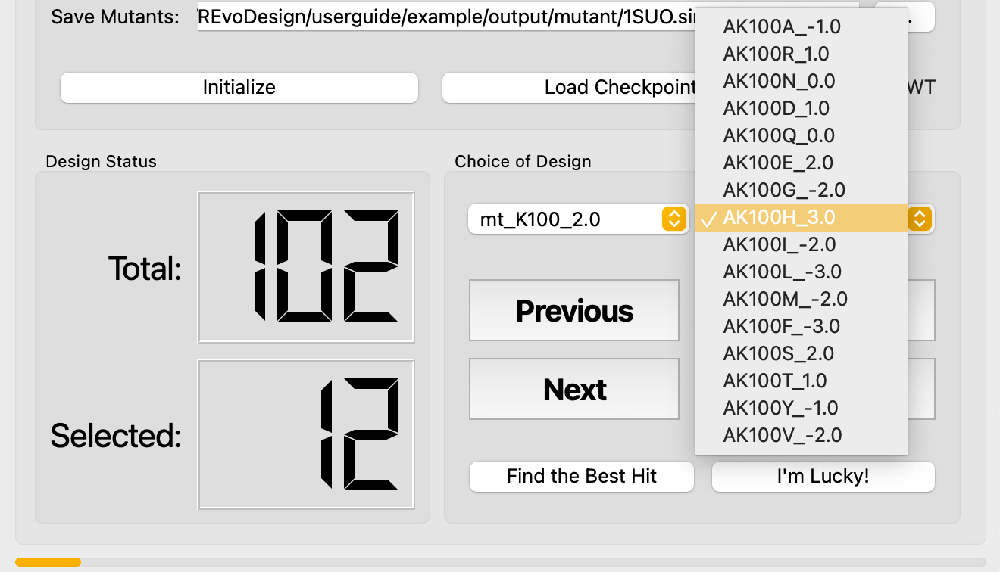 Save Mutants: /REvoDesign/userguide/example/output/mutant/1SUO.si
Initialize
Load Checkpoint
WT
Design Status
Total: 102
Selected: 12
Choice of Design
mt_K100_2.0
Previous
Next
Find the Best Hit
I'm Lucky!
AK100A_-1.0
AK100R_1.0
AK100N_0.0
AK100D_1.0
AK100Q_0.0
AK100E_2.0
AK100G_-2.0
✓ AK100H_3.0
AK100I_-2.0
AK100L_-3.0
AK100M_-2.0
AK100F_-3.0
AK100S_2.0
AK100T_1.0
AK100Y_-1.0
AK100V_-2.0